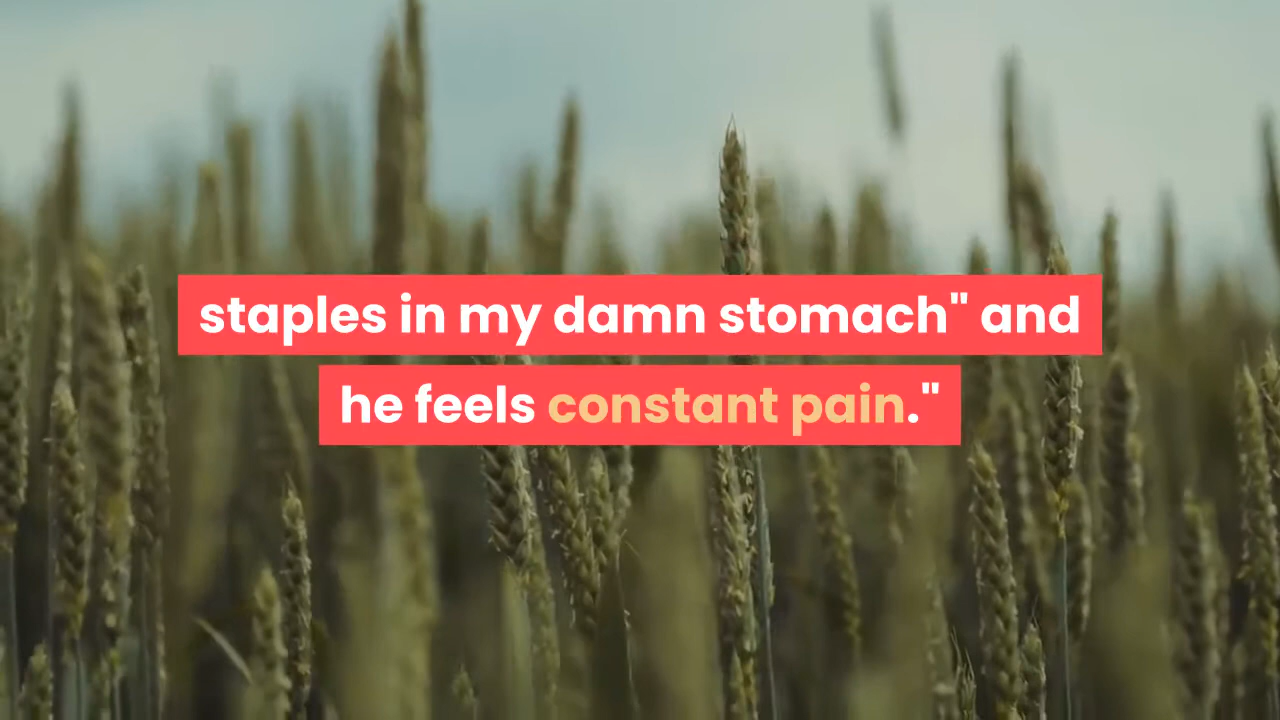 staples in my damn stomach" and
he feels constant pain."